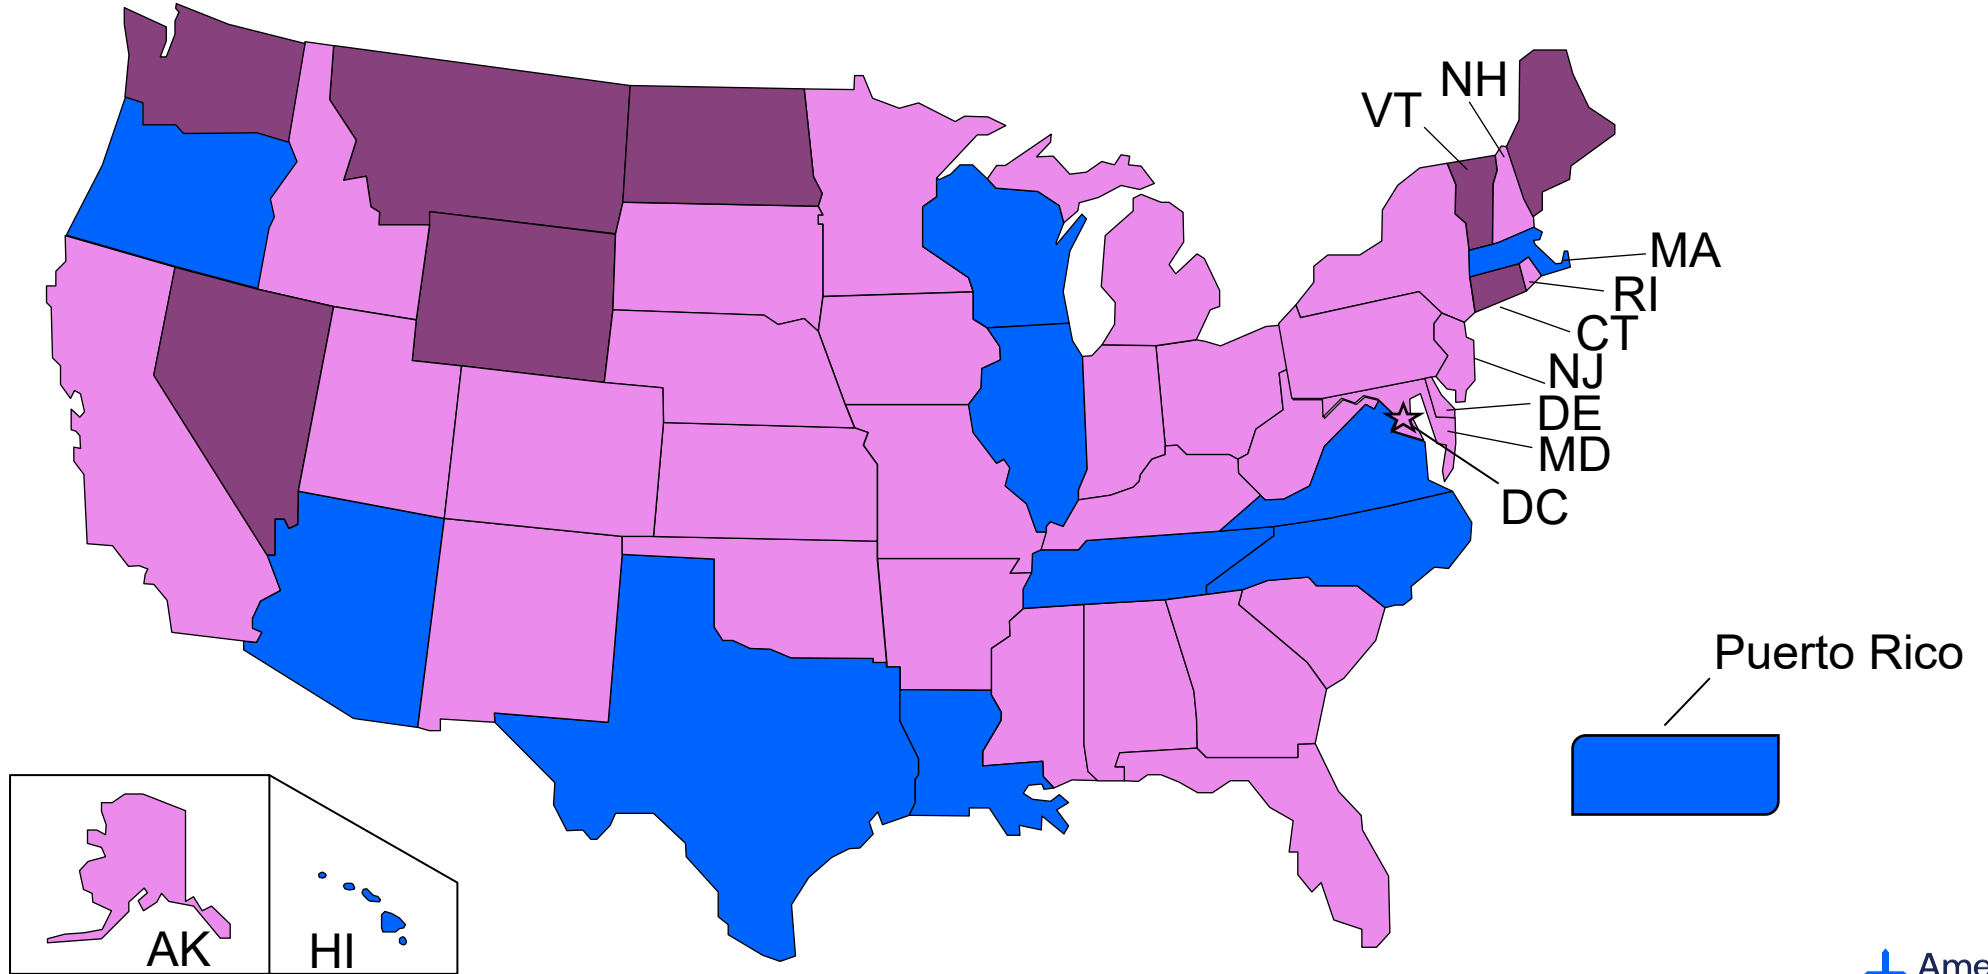 NH
VT
MA
RI
CT
NJ
DE
MD
DC
Puerto Rico
AK
HI